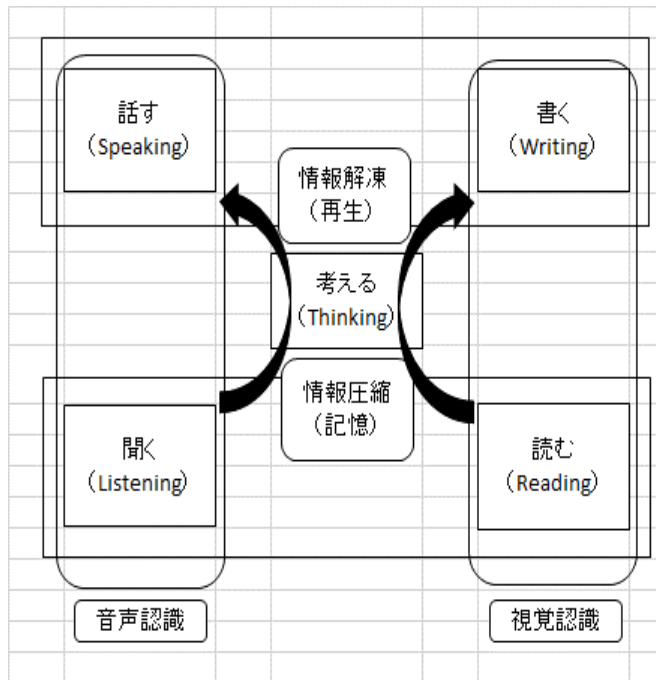 話す
（Speaking）
書く
（Writing）
情報解凍
（再生）
考える
（Thinking）
情報圧縮
（記憶）
聞く
（Listening）
読む
（Reading）
音声認識
視覚認識